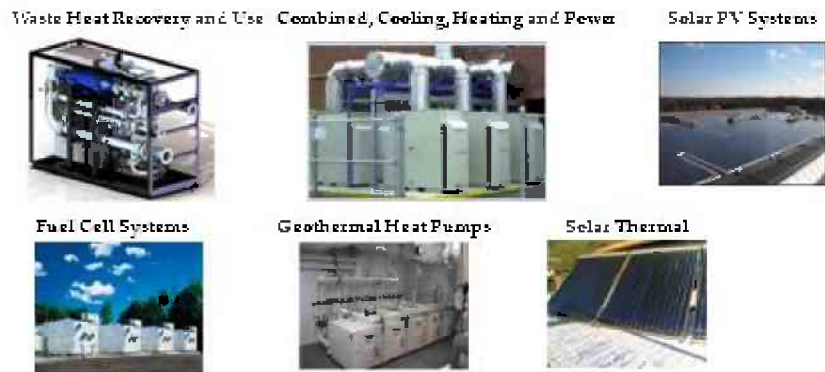 Waste Heat Recovery and Use
Combined, Cooling, Heating and Power
Solar PV Systems
Fuel Cell Systems
Geothermal Heat Pumps
Solar Thermal